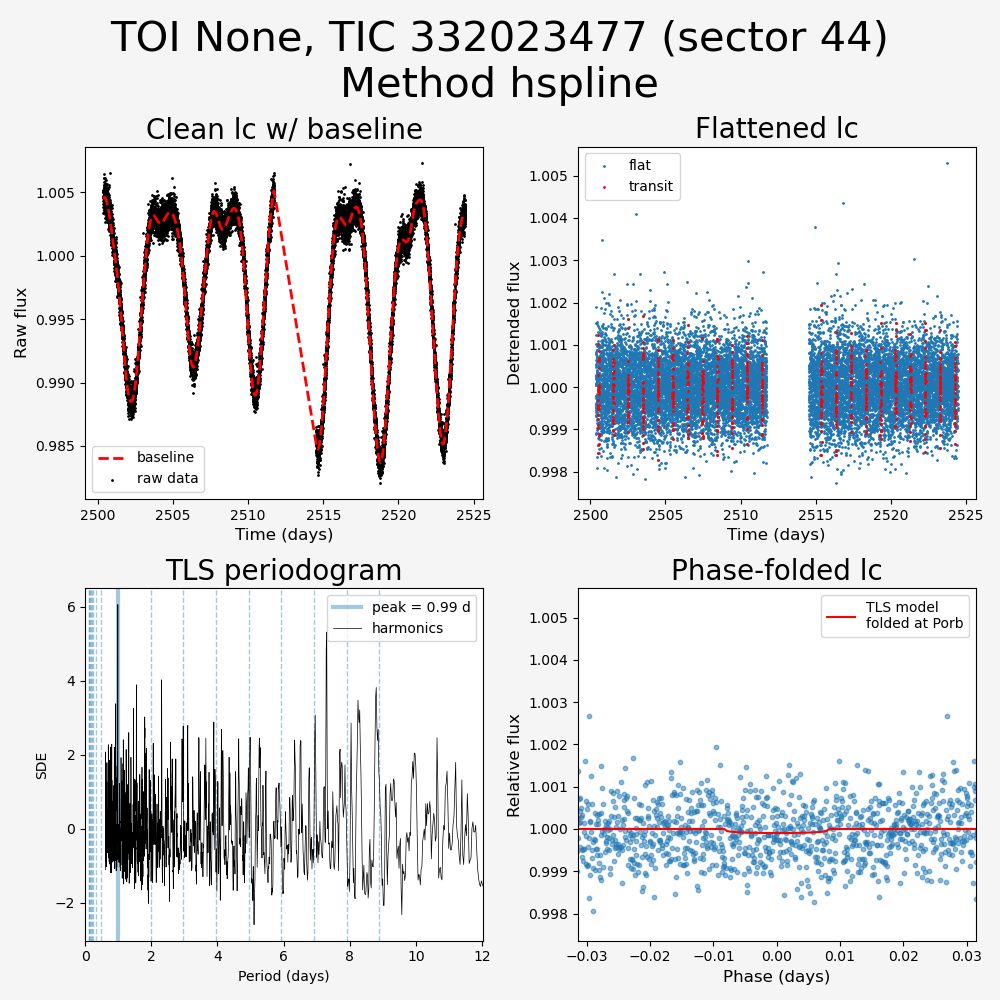 TOI None, TIC 332023477 (sector 44)
Method hspline
Clean lc w/ baseline
Raw flux
1.005
1.000
0.995
0.990
0.985
baseline
raw data
2500 2505 2510 2515 2520 2525
Time (days)
Flattened lc
Detrended flux
1.005
1.004
1.003
1.002
1.001
1.000
0.999
0.998
flat
transit
2500 2505 2510 2515 2520 2525
Time (days)
TLS periodogram
SDE
6
4
2
0
−2
peak = 0.99 d
harmonics
0 2 4 6 8 10 12
Period (days)
Phase-folded lc
Relative flux
1.005
1.004
1.003
1.002
1.001
1.000
0.999
0.998
TLS model
folded at Porb
−0.03 −0.02 −0.01 0.00 0.01 0.02 0.03
Phase (days)